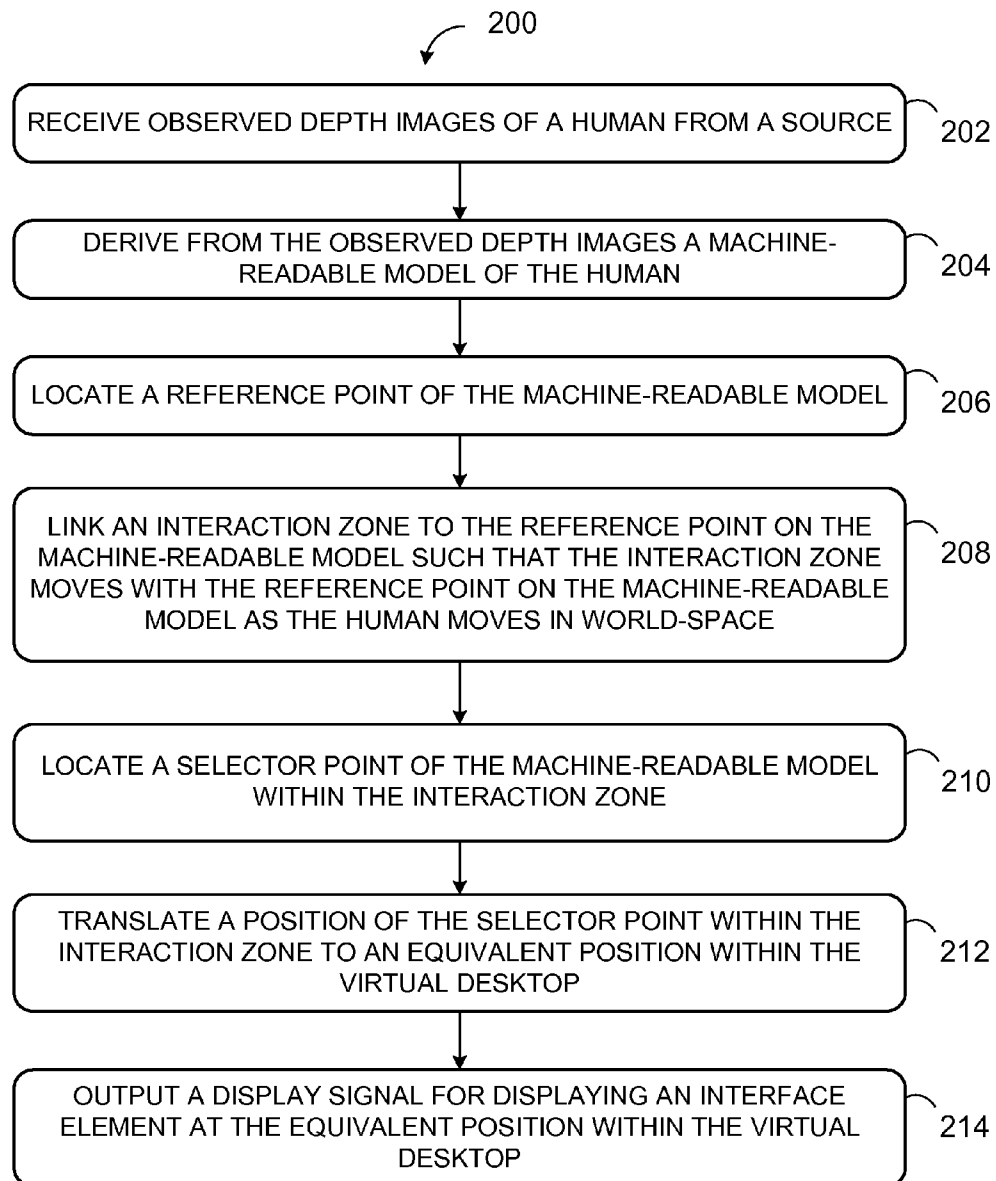 200
RECEIVE OBSERVED DEPTH IMAGES OF A HUMAN FROM A SOURCE
202
DERIVE FROM THE OBSERVED DEPTH IMAGES A MACHINE-
READABLE MODEL OF THE HUMAN
204
LOCATE A REFERENCE POINT OF THE MACHINE-READABLE MODEL
206
LINK AN INTERACTION ZONE TO THE REFERENCE POINT ON THE
MACHINE-READABLE MODEL SUCH THAT THE INTERACTION ZONE
MOVES WITH THE REFERENCE POINT ON THE MACHINE-READABLE
MODEL AS THE HUMAN MOVES IN WORLD-SPACE
208
LOCATE A SELECTOR POINT OF THE MACHINE-READABLE MODEL
WITHIN THE INTERACTION ZONE
210
TRANSLATE A POSITION OF THE SELECTOR POINT WITHIN THE
INTERACTION ZONE TO AN EQUIVALENT POSITION WITHIN THE
VIRTUAL DESKTOP
212
OUTPUT A DISPLAY SIGNAL FOR DISPLAYING AN INTERFACE
ELEMENT AT THE EQUIVALENT POSITION WITHIN THE VIRTUAL
DESKTOP
214